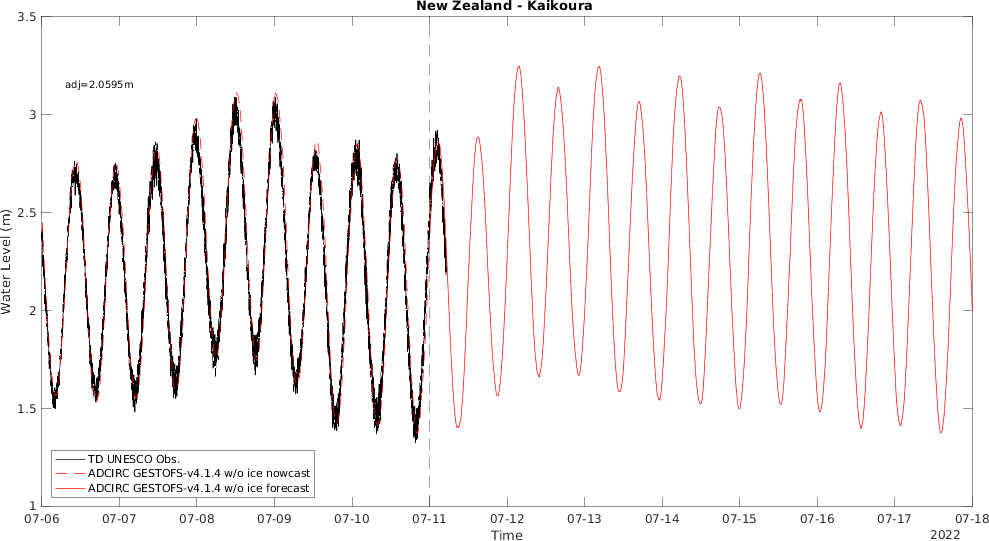 New Zealand - Kaikoura
3.5
adj=2.0595m
3
2.5
Water Level (m)
2
1.5
TD UNESCO Obs.
ADCIRC GESTOFS-v4.1.4 w/o ice nowcast
ADCIRC GESTOFS-v4.1.4 w/o ice forecast
1
07-06 07-07 07-08 07-09 07-10 07-11 07-12 07-13 07-14 07-15 07-16 07-17 07-18
Time
2022